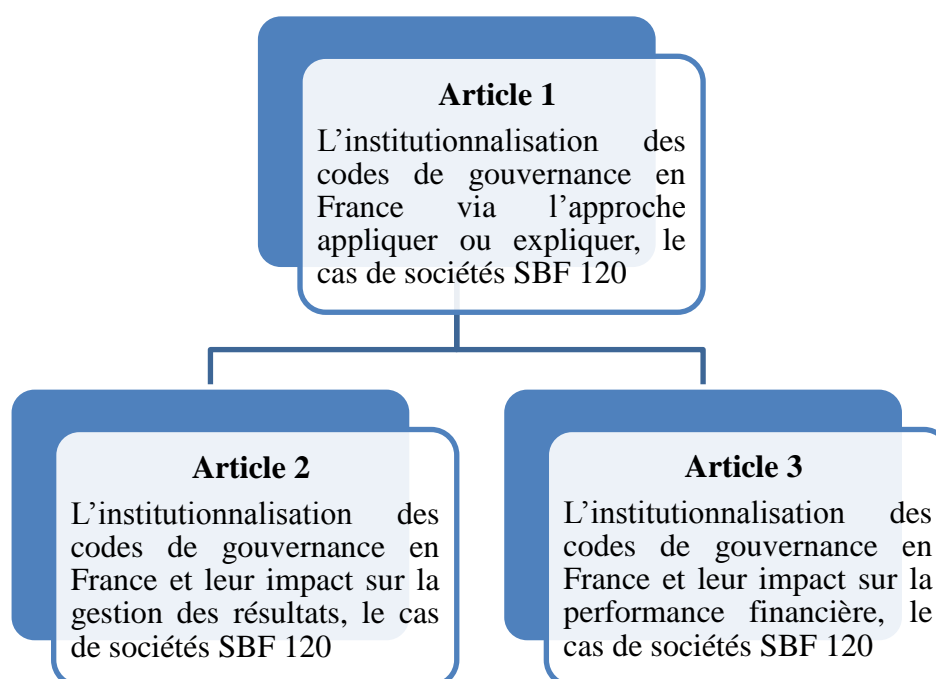 Article 1
L’institutionnalisation des
codes de gouvernance en
France via l’approche
appliquer ou expliquer, le
cas de sociétés SBF 120
Article 2
L’institutionnalisation des
codes de gouvernance en
France et leur impact sur la
gestion des résultats, le cas
de sociétés SBF 120
Article 3
L’institutionnalisation des
codes de gouvernance en
France et leur impact sur la
performance financière, le
cas de sociétés SBF 120